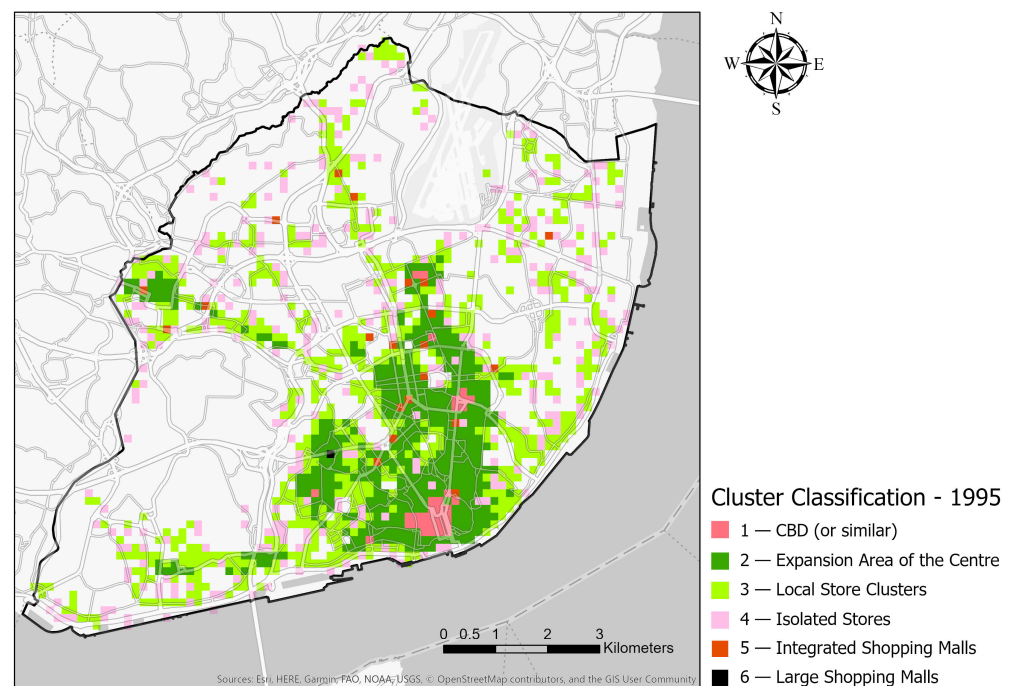 N
W E
S
Cluster Classification - 1995
1 — CBD (or similar)
2 — Expansion Area of the Centre
3 — Local Store Clusters
4 — Isolated Stores
5 — Integrated Shopping Malls
6 — Large Shopping Malls
0 0.5 1 2 3
Kilometers
Sources: Esri, HERE, Garmin, FAO, NOAA, USGS, © OpenStreetMap contributors, and the GIS User Community